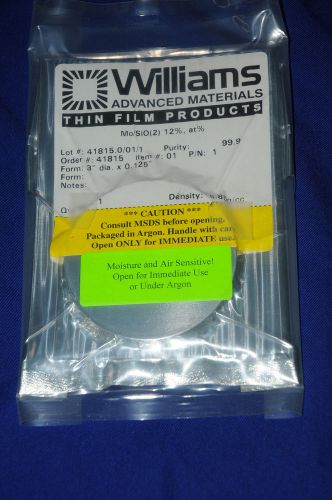 Williams
ADVANCED MATERIALS
THIN FILM PRODUCTS
Mo/SiO(2) 12%, at%
Lot #: 41815.0/01/1 Purity: 99.9
Order #: 41815 Item #: 01 P/N: 1
Form: 3" dia. x 0.125"
Form:
Notes:
1 Density:
*** CAUTION ***
Consult MSDS before opening.
Packaged in Argon. Handle with care
Open ONLY for IMMEDIATE use.
Moisture and Air Sensitive!
Open for Immediate Use
or Under Argon